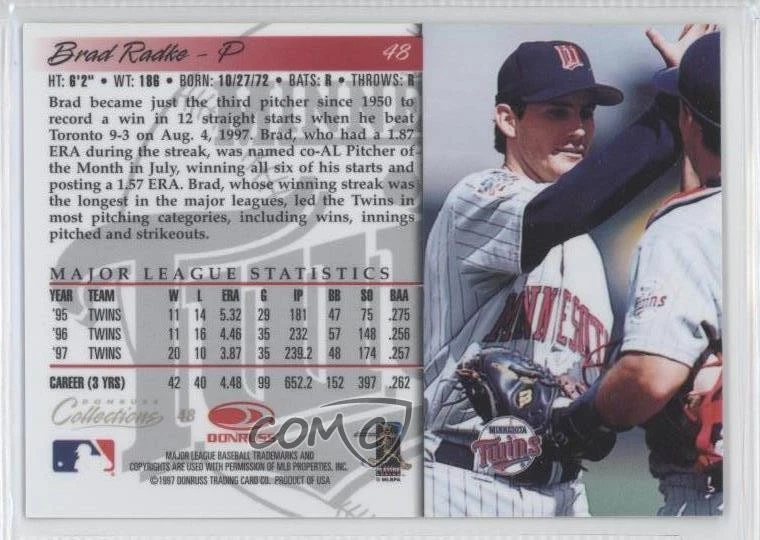 Brad Radke - P 48
HT: 6'2" • WT: 186 • BORN: 10/27/72 • BATS: R • THROWS: R
Brad became just the third pitcher since 1950 to
record a win in 12 straight starts when he beat
Toronto 9-3 on Aug. 4, 1997. Brad, who had a 1.87
ERA during the streak, was named co-AL Pitcher of
the Month in July, winning all six of his starts and
posting a 1.57 ERA. Brad, whose winning streak was
the longest in the major leagues, led the Twins in
most pitching categories, including wins, innings
pitched and strikeouts.
MAJOR LEAGUE STATISTICS
YEAR TEAM W L ERA G IP BB SO BAA
'95 TWINS 11 14 5.32 29 181 47 75 .275
'96 TWINS 11 16 4.46 35 232 57 148 .256
'97 TWINS 20 10 3.87 35 239.2 48 174 .257
CAREER (3 YRS) 42 40 4.48 99 652.2 152 397 .262
DONRUSS
Collections 48
DONRUSS
COMC
MAJOR LEAGUE BASEBALL TRADEMARKS AND
COPYRIGHTS ARE USED WITH PERMISSION OF MLB PROPERTIES, INC.
©1997 DONRUSS TRADING CARD CO. PRODUCT OF USA
© MLBPA
MINNESOTA
Twins
MINNESOTA
Twins